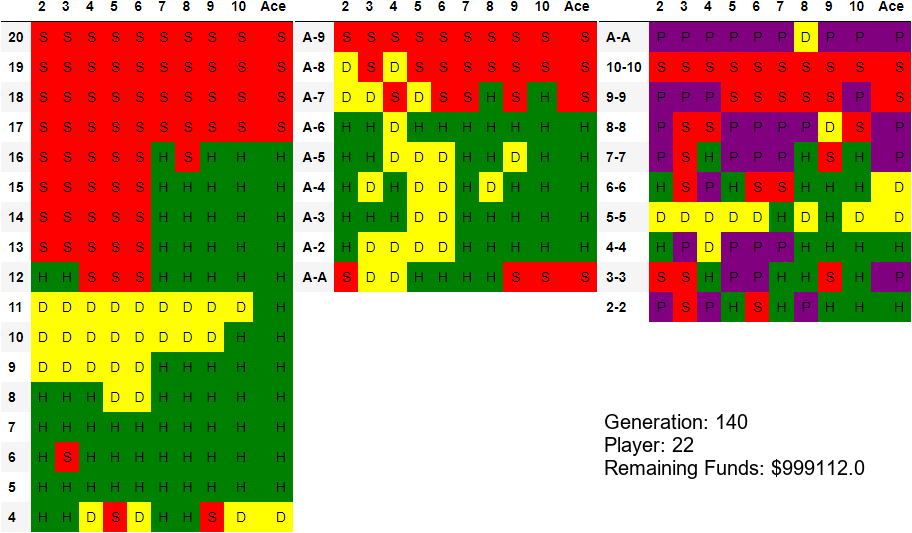 2 3 4 5 6 7 8 9 10 Ace
20 S S S S S S S S S S
19 S S S S S S S S S S
18 S S S S S S S S S S
17 S S S S S S S S S S
16 S S S S S H S H H H
15 S S S S S H H H H H
14 S S S S S H H H H H
13 S S S S S H H H H H
12 H H S S S H H H H H
11 D D D D D D D D D H
10 D D D D D D D D H H
9 D D D D D H H H H H
8 H H H D D H H H H H
7 H H H H H H H H H H
6 H S H H H H H H H H
5 H H H H H H H H H H
4 H H D S D H H S D D
2 3 4 5 6 7 8 9 10 Ace
A-9 S S S S S S S S S S
A-8 D S D S S S S S S S
A-7 D D S D S S H S H S
A-6 H H D H H H H H H H
A-5 H H D D D H H D H H
A-4 H D H D D H D H H H
A-3 H H H D D H H H H H
A-2 H D D D D H H H H H
A-A S D D H H H H S S S
2 3 4 5 6 7 8 9 10 Ace
A-A P P P P P P D P P P
10-10 S S S S S S S S S S
9-9 P P P S S S S S P S
8-8 P S S P P P P D S P
7-7 P S H P P P H S H P
6-6 H S P H S S H H H D
5-5 D D D D D H D H D D
4-4 H P D P P P H H H H
3-3 S S H P P H H S H P
2-2 P S P H S H P H H H
Generation: 140
Player: 22
Remaining Funds: $999112.0